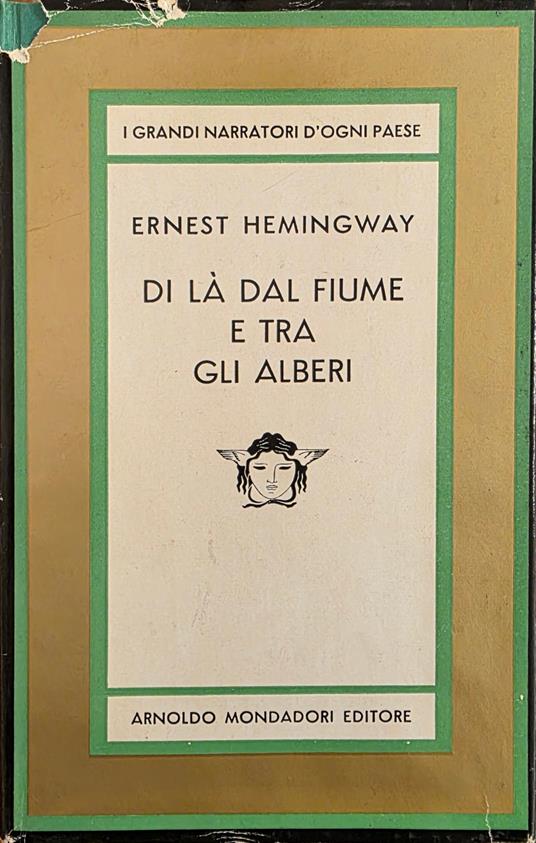 I GRANDI NARRATORI D'OGNI PAESE
ERNEST HEMINGWAY
DI LÀ DAL FIUME
E TRA
GLI ALBERI
ARNOLDO MONDADORI EDITORE